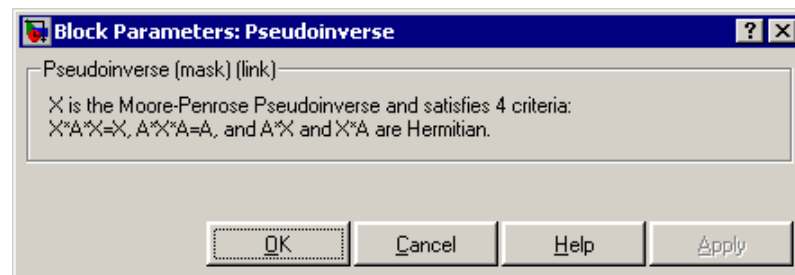 Block Parameters: Pseudoinverse
Pseudoinverse (mask) (link)
X is the Moore-Penrose Pseudoinverse and satisfies 4 criteria:
X*A*X=X, A*X*A=A, and A*X and X*A are Hermitian.
OK Cancel Help Apply